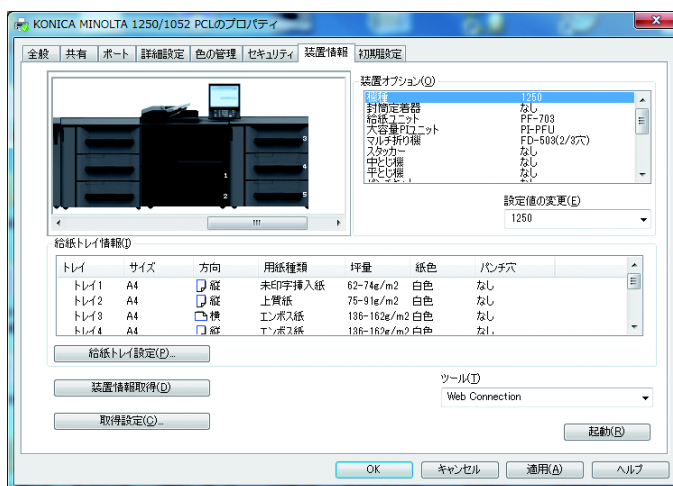 KONICA MINOLTA 1250/1052 PCLのプロパティ
全般 共有 ポート 詳細設定 色の管理 セキュリティ 装置情報 初期設定
装置オプション(O)
機種 1250
封筒定着器 なし
給紙ユニット PF-703
大容量PIユニット PI-PFU
マルチ折り機 FD-503(2/3穴)
スタッカー なし
中とじ機 なし
平とじ機 なし
3
4
1
2
5
設定値の変更(E)
1250
給紙トレイ情報(I)
トレイ サイズ 方向 用紙種類 坪量 紙色 パンチ穴
トレイ1 A4 縦 未印字挿入紙 62-74g/m2 白色 なし
トレイ2 A4 縦 上質紙 75-91g/m2 白色 なし
トレイ3 A4 横 エンボス紙 136-162g/m2 白色 なし
トレイ4 A4 縦 エンボス紙 136-162g/m2 白色 なし
給紙トレイ設定(P)...
装置情報取得(D)
取得設定(C)...
ツール(T)
Web Connection
起動(R)
OK キャンセル 適用(A) ヘルプ